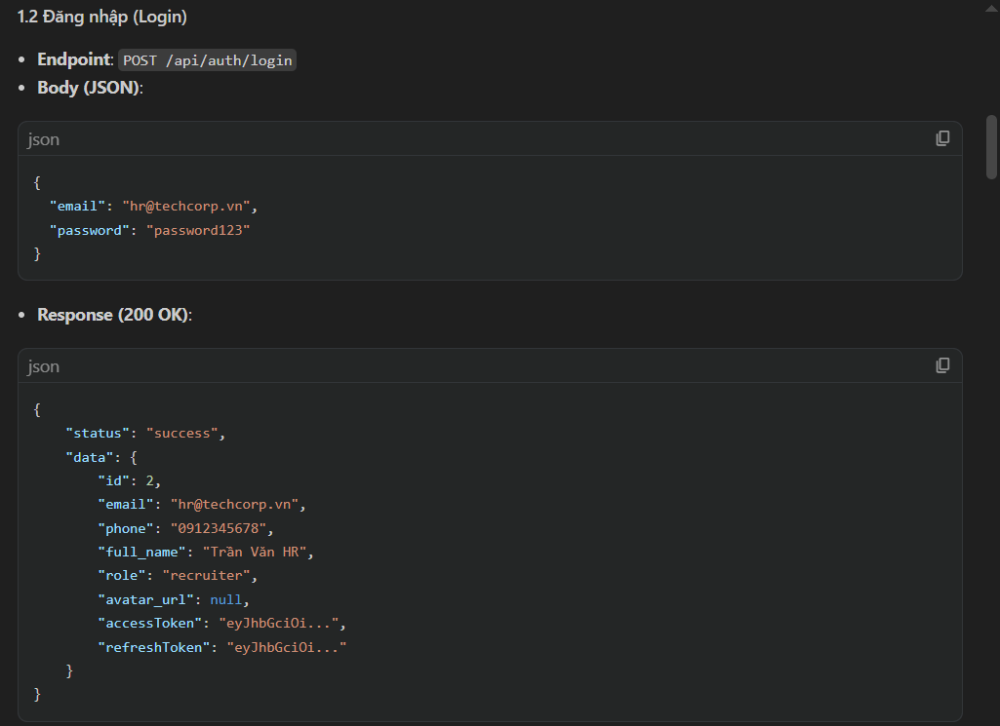 1.2 Đăng nhập (Login)
• Endpoint: POST /api/auth/login
• Body (JSON):
json
{
  "email": "hr@techcorp.vn",
  "password": "password123"
}
• Response (200 OK):
json
{
    "status": "success",
    "data": {
        "id": 2,
        "email": "hr@techcorp.vn",
        "phone": "0912345678",
        "full_name": "Trần Văn HR",
        "role": "recruiter",
        "avatar_url": null,
        "accessToken": "eyJhbGciOi...",
        "refreshToken": "eyJhbGciOi..."
    }
}